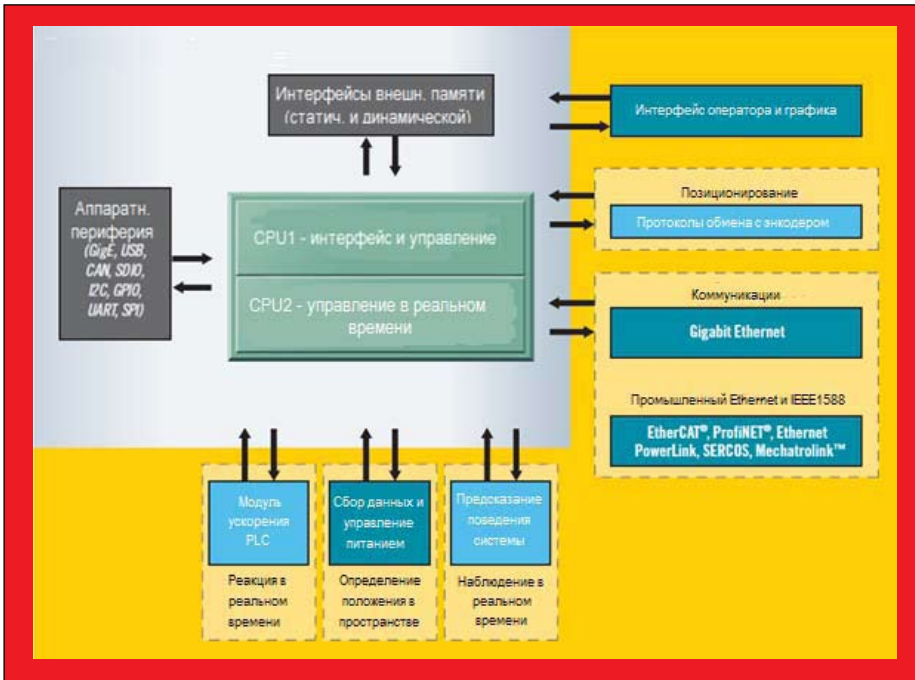 Интерфейсы внешн. памяти
(статич. и динамической)
Интерфейс оператора и графика
Позиционирование
Протоколы обмена с энкодером
Аппаратн.
периферия
(GigE, USB,
CAN, SDIO,
I2C, GPIO,
UART, SPI)
CPU1 - интерфейс и управление
CPU2 - управление в реальном
времени
Коммуникации
Gigabit Ethernet
Промышленный Ethernet и IEEE1588
EtherCAT®, ProfiNET®, Ethernet
PowerLink, SERCOS, Mechatrolink™
Модуль
ускорения
PLC
Реакция в
реальном
времени
Сбор данных и
управление
питанием
Определение
положения в
пространстве
Предсказание
поведения
системы
Наблюдение в
реальном
времени